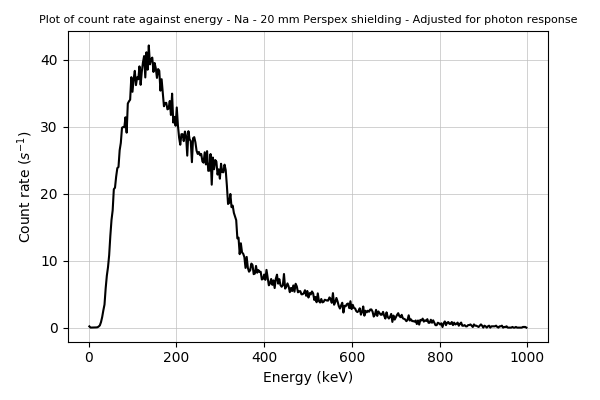 Plot of count rate against energy - Na - 20 mm Perspex shielding - Adjusted for photon response
40
30
20
10
0
Count rate (s⁻¹)
0 200 400 600 800 1000
Energy (keV)